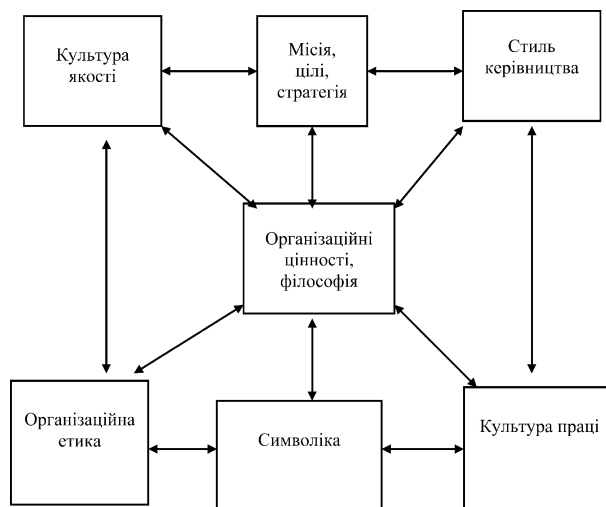 Культура
якості
Місія,
цілі,
стратегія
Стиль
керівництва
Організаційні
цінності,
філософія
Організаційна
етика
Символіка
Культура праці